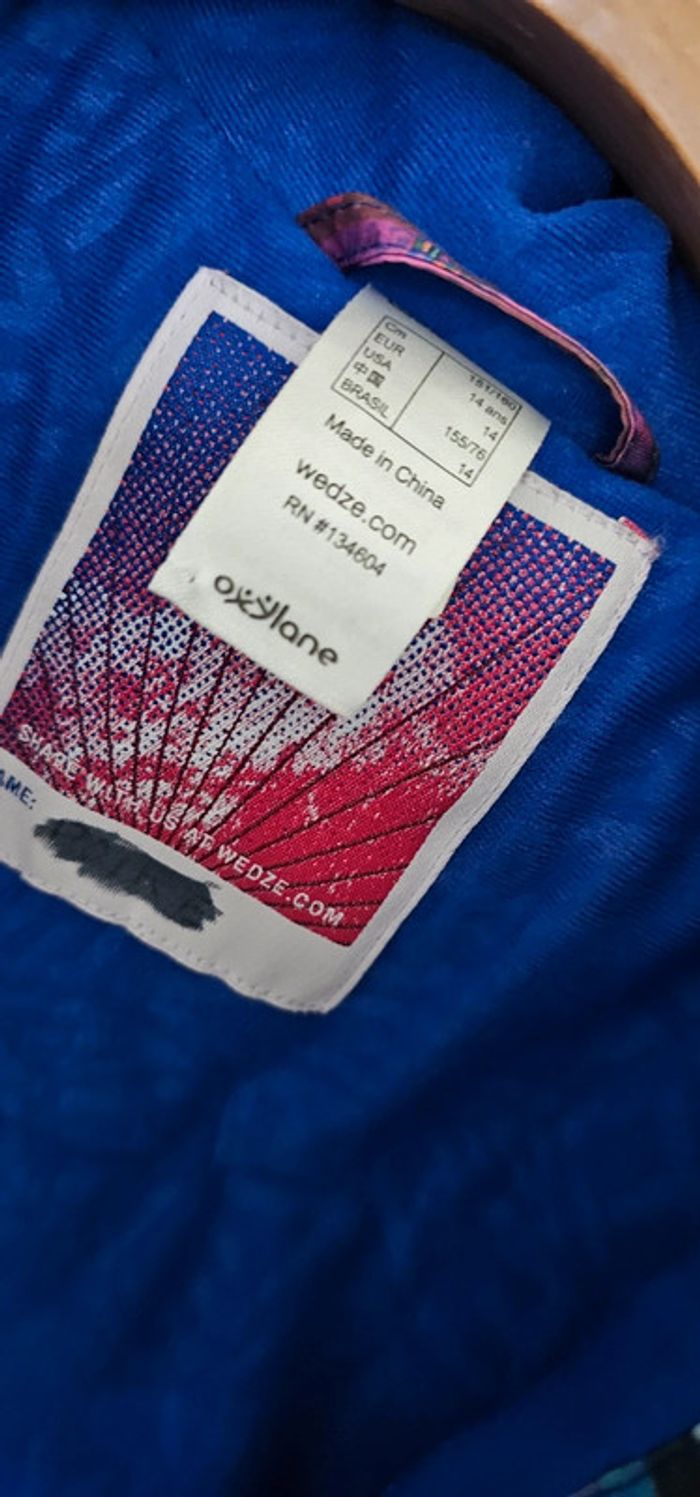 Cm 151/160
EUR 14 ans
USA 14
中国 155/76
BRASIL 14
Made in China
wedze.com
RN #134604
oxylane
SHARE WITH US AT WEDZE.COM